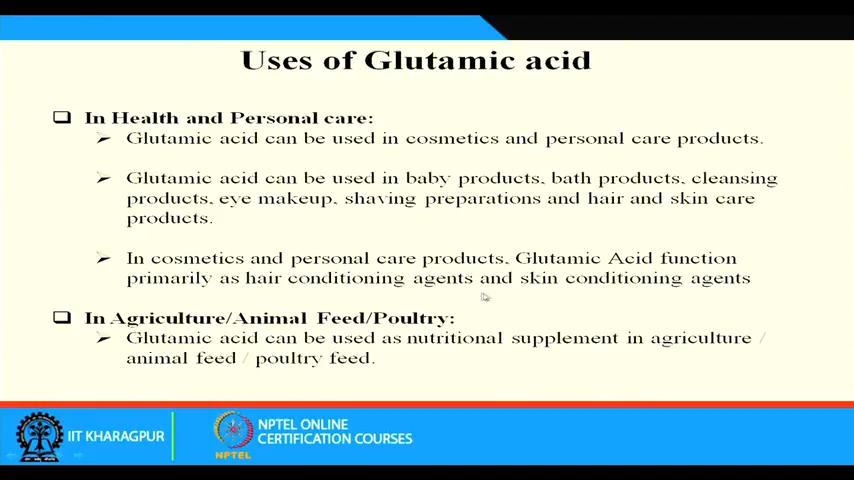 Uses of Glutamic acid
In Health and Personal care:
Glutamic acid can be used in cosmetics and personal care products.
Glutamic acid can be used in baby products, bath products, cleansing
products, eye makeup, shaving preparations and hair and skin care
products.
In cosmetics and personal care products, Glutamic Acid function
primarily as hair conditioning agents and skin conditioning agents
In Agriculture/Animal Feed/Poultry:
Glutamic acid can be used as nutritional supplement in agriculture /
animal feed / poultry feed.
IIT KHARAGPUR
NPTEL
NPTEL ONLINE
CERTIFICATION COURSES